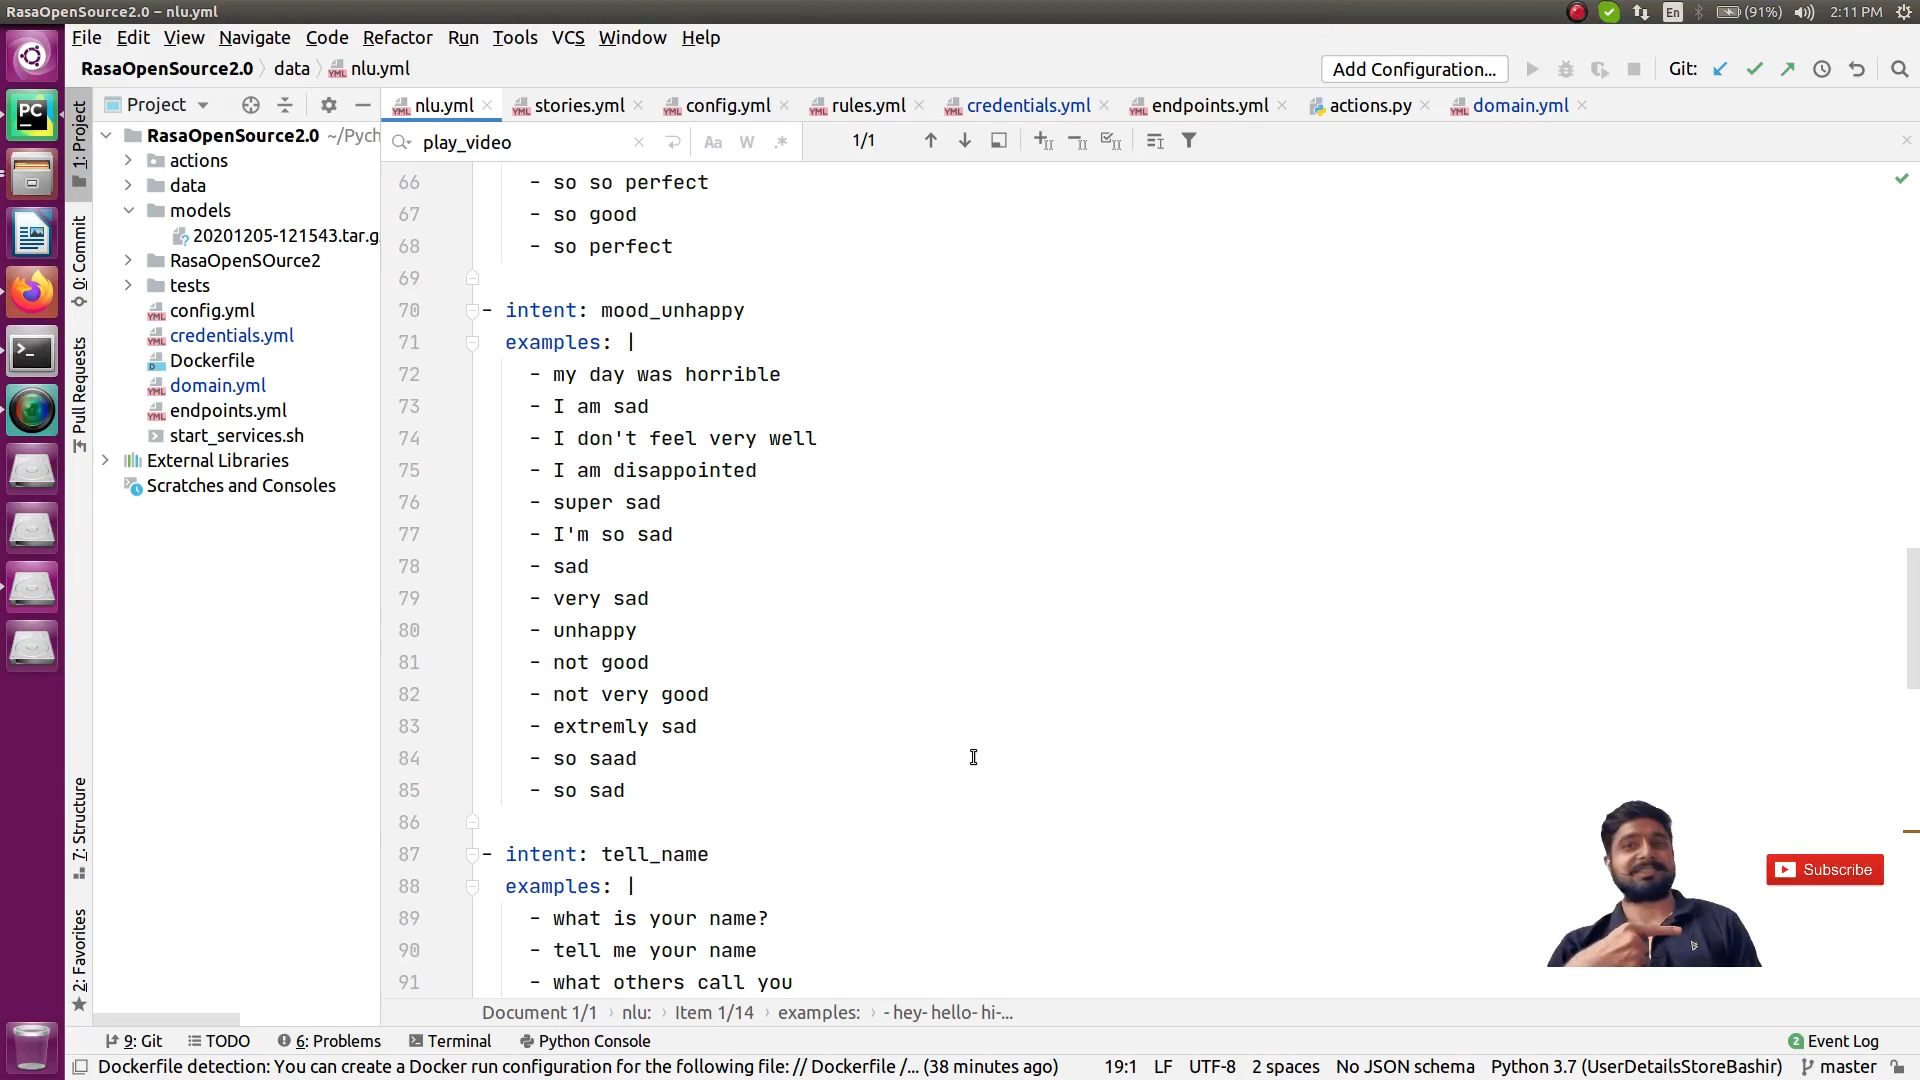 RasaOpenSource2.0 – nlu.yml
En
(91%)
2:11 PM
File Edit View Navigate Code Refactor Run Tools VCS Window Help
RasaOpenSource2.0 data nlu.yml
Add Configuration...
Git:
1: Project
0: Commit
Pull Requests
7: Structure
2: Favorites
Project
RasaOpenSource2.0 ~/Pych
actions
data
models
20201205-121543.tar.g
RasaOpenSOurce2
tests
config.yml
credentials.yml
Dockerfile
domain.yml
endpoints.yml
start_services.sh
External Libraries
Scratches and Consoles
nlu.yml stories.yml config.yml rules.yml credentials.yml endpoints.yml actions.py domain.yml
play_video
Aa W .*
1/1
66 - so so perfect
67 - so good
68 - so perfect
69
70 - intent: mood_unhappy
71 examples: |
72 - my day was horrible
73 - I am sad
74 - I don't feel very well
75 - I am disappointed
76 - super sad
77 - I'm so sad
78 - sad
79 - very sad
80 - unhappy
81 - not good
82 - not very good
83 - extremly sad
84 - so saad
85 - so sad
86
87 - intent: tell_name
88 examples: |
89 - what is your name?
90 - tell me your name
91 - what others call you
Subscribe
Document 1/1 › nlu: › Item 1/14 › examples: › - hey- hello- hi-...
9: Git TODO 6: Problems Terminal Python Console
2 Event Log
Dockerfile detection: You can create a Docker run configuration for the following file: // Dockerfile /... (38 minutes ago)
19:1 LF UTF-8 2 spaces No JSON schema Python 3.7 (UserDetailsStoreBashir) master